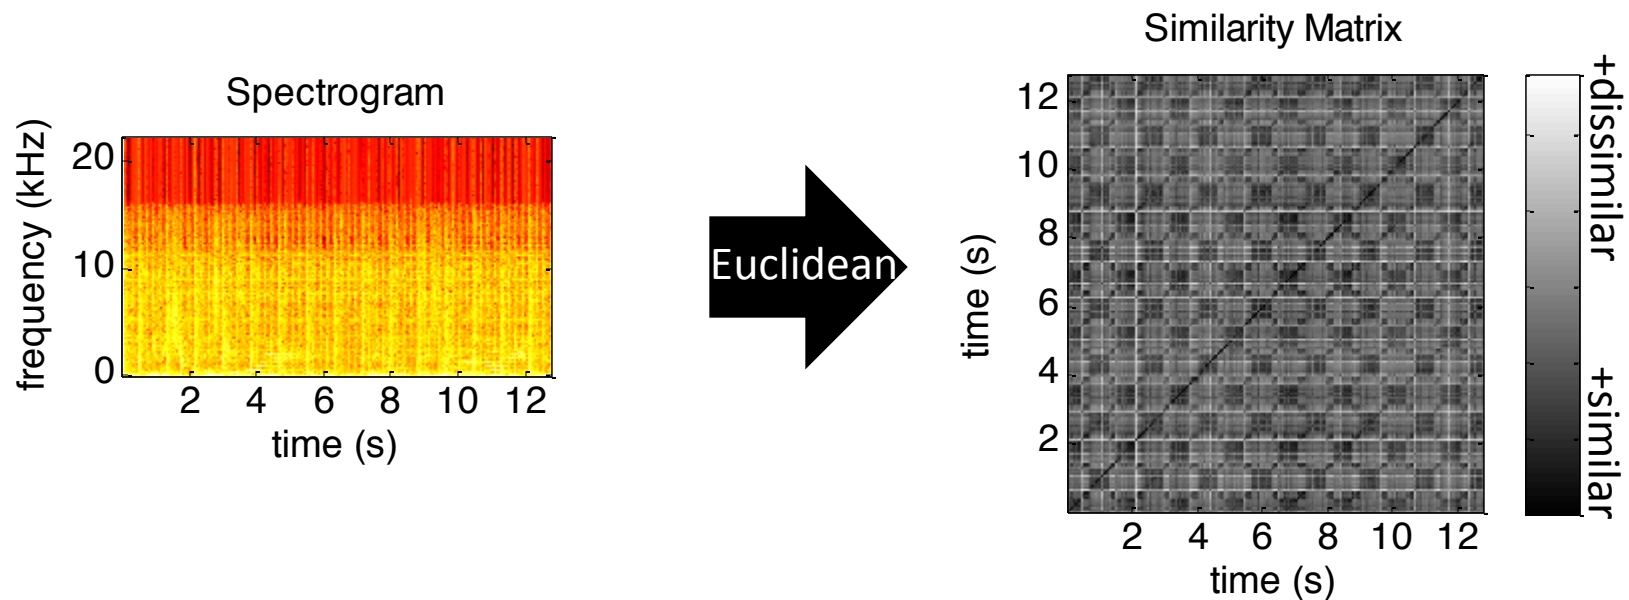 Spectrogram
frequency (kHz)
20
10
0
2 4 6 8 10 12
time (s)
Euclidean
Similarity Matrix
time (s)
12
10
8
6
4
2
2 4 6 8 10 12
time (s)
+dissimilar
+similar